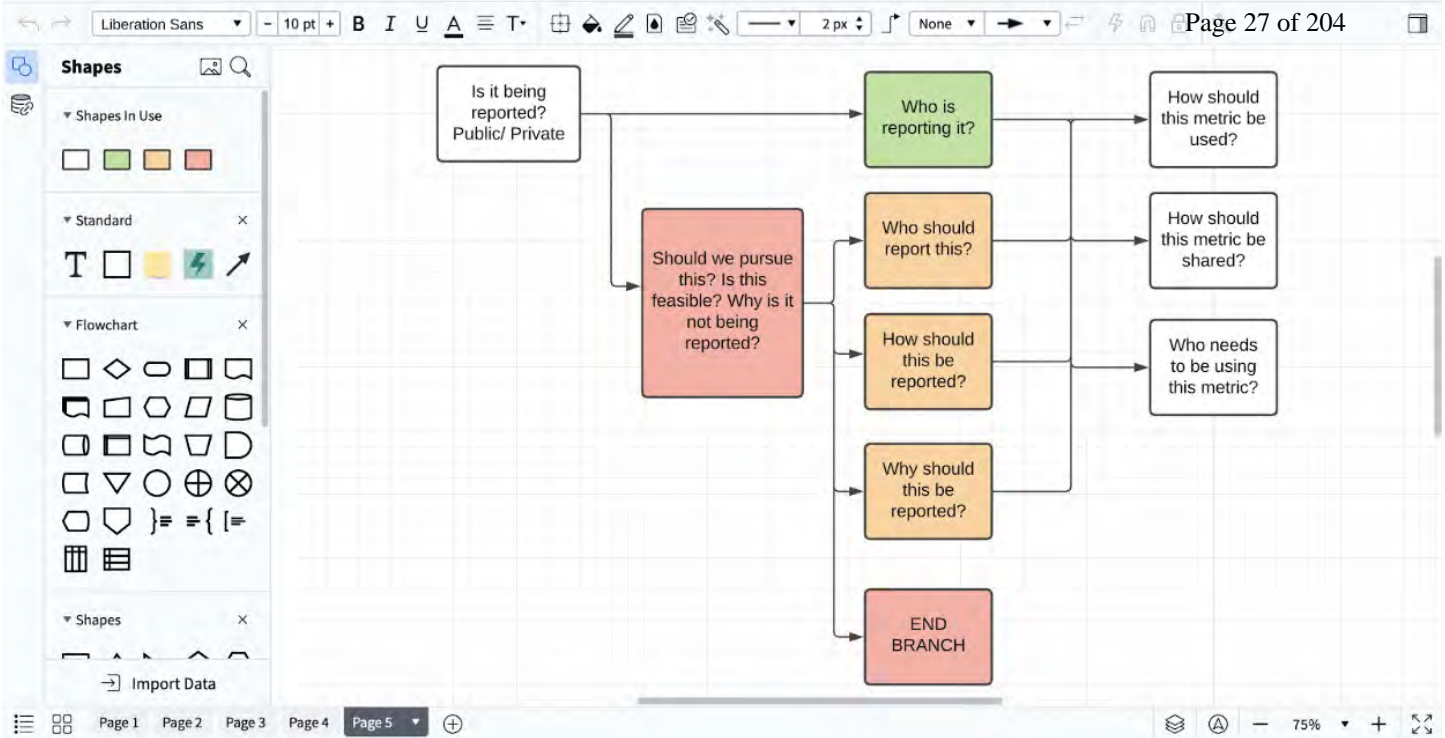 Liberation Sans
− 10 pt +
B I U A T
2 px
None
Page 27 of 204
Shapes
Shapes In Use
Standard
T
Flowchart
Shapes
Import Data
Is it being
reported?
Public/ Private
Should we pursue
this? Is this
feasible? Why is it
not being
reported?
Who is
reporting it?
Who should
report this?
How should
this be
reported?
Why should
this be
reported?
END
BRANCH
How should
this metric be
used?
How should
this metric be
shared?
Who needs
to be using
this metric?
Page 1 Page 2 Page 3 Page 4 Page 5
75%